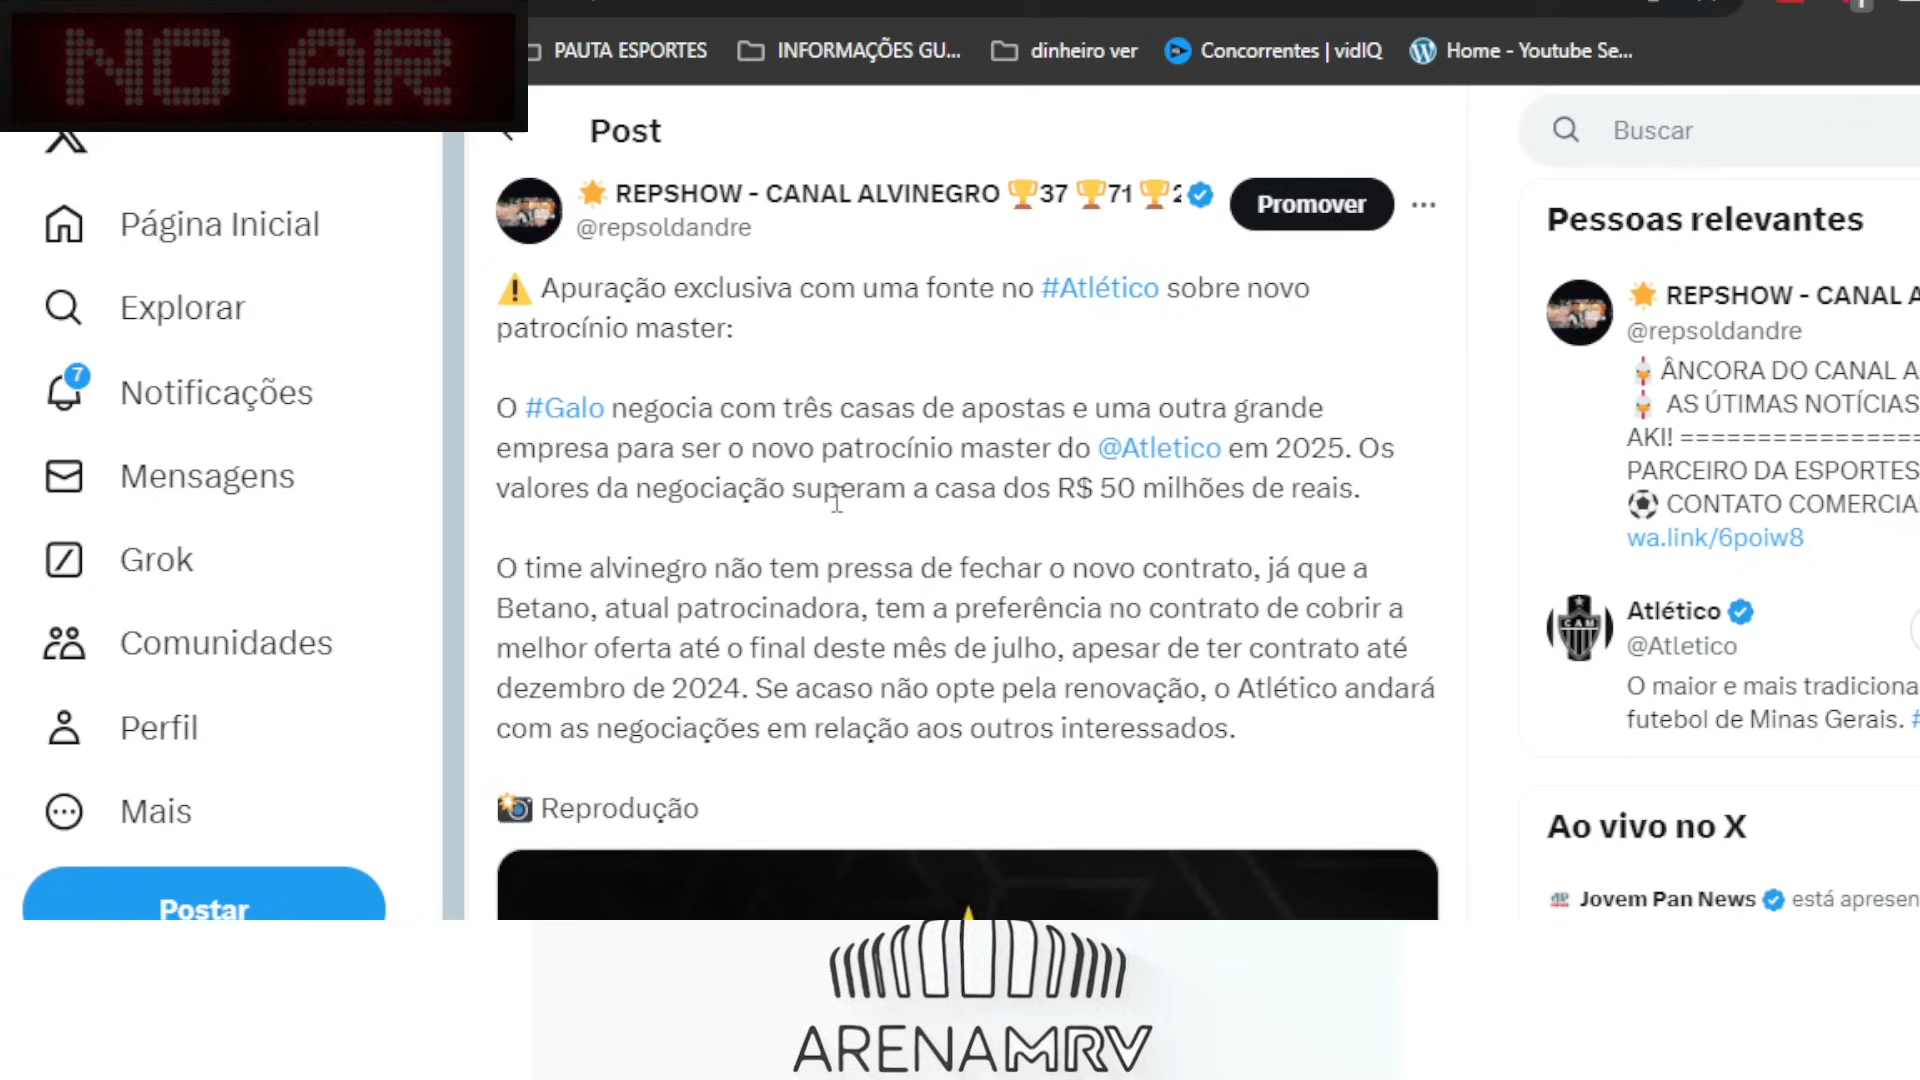 NO AR
PAUTA ESPORTES
INFORMAÇÕES GU...
dinheiro ver
Concorrentes | vidIQ
Home - Youtube Se...
Página Inicial
Explorar
7
Notificações
Mensagens
Grok
Comunidades
Perfil
Mais
Postar
Post
REPSHOW - CANAL ALVINEGRO 🏆37 🏆71 🏆2
@repsoldandre
Promover
⚠️ Apuração exclusiva com uma fonte no #Atlético sobre novo
patrocínio master:
O #Galo negocia com três casas de apostas e uma outra grande
empresa para ser o novo patrocínio master do @Atletico em 2025. Os
valores da negociação superam a casa dos R$ 50 milhões de reais.
O time alvinegro não tem pressa de fechar o novo contrato, já que a
Betano, atual patrocinadora, tem a preferência no contrato de cobrir a
melhor oferta até o final deste mês de julho, apesar de ter contrato até
dezembro de 2024. Se acaso não opte pela renovação, o Atlético andará
com as negociações em relação aos outros interessados.
📸 Reprodução
ARENAMRV
Buscar
Pessoas relevantes
REPSHOW - CANAL A
@repsoldandre
ÂNCORA DO CANAL A
AS ÚTIMAS NOTÍCIAS
AKI! ================
PARCEIRO DA ESPORTES
⚽ CONTATO COMERCIA
wa.link/6poiw8
CAM
Atlético
@Atletico
O maior e mais tradiciona
futebol de Minas Gerais. #
Ao vivo no X
Jovem Pan News está apresen